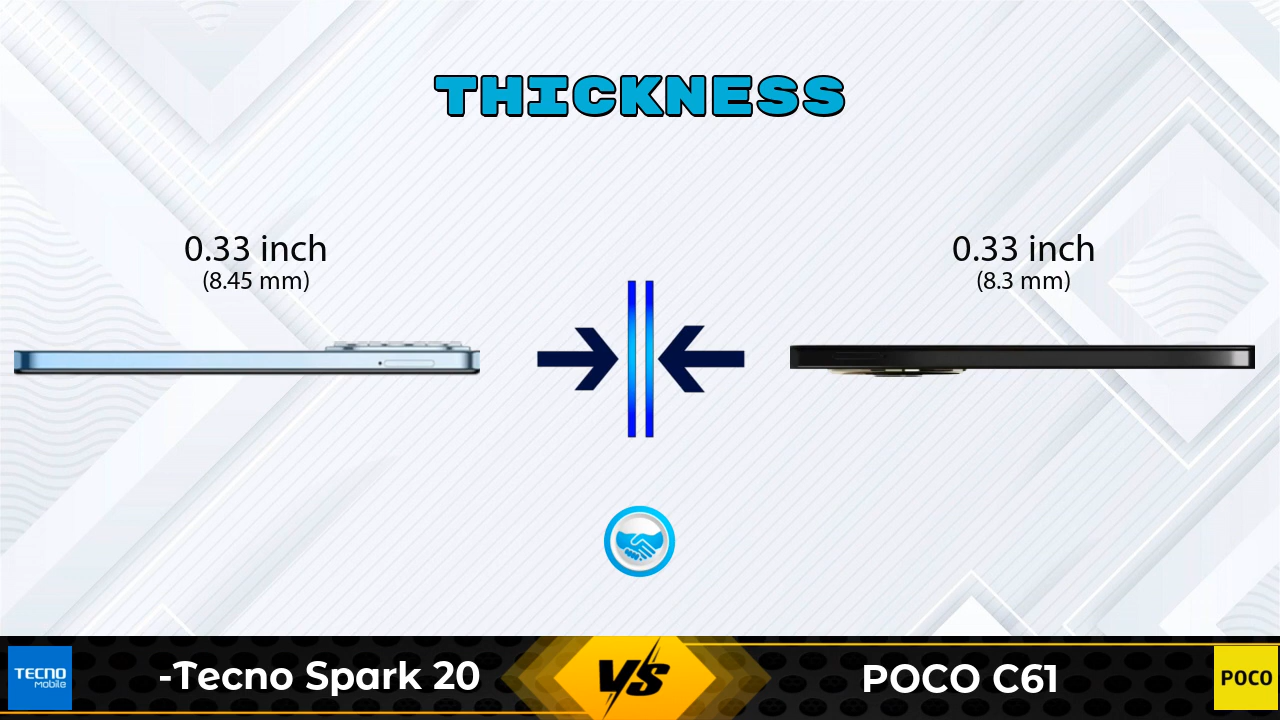 THICKNESS
0.33 inch
(8.45 mm)
0.33 inch
(8.3 mm)
TECNO
mobile
-Tecno Spark 20
VS
POCO C61
POCO